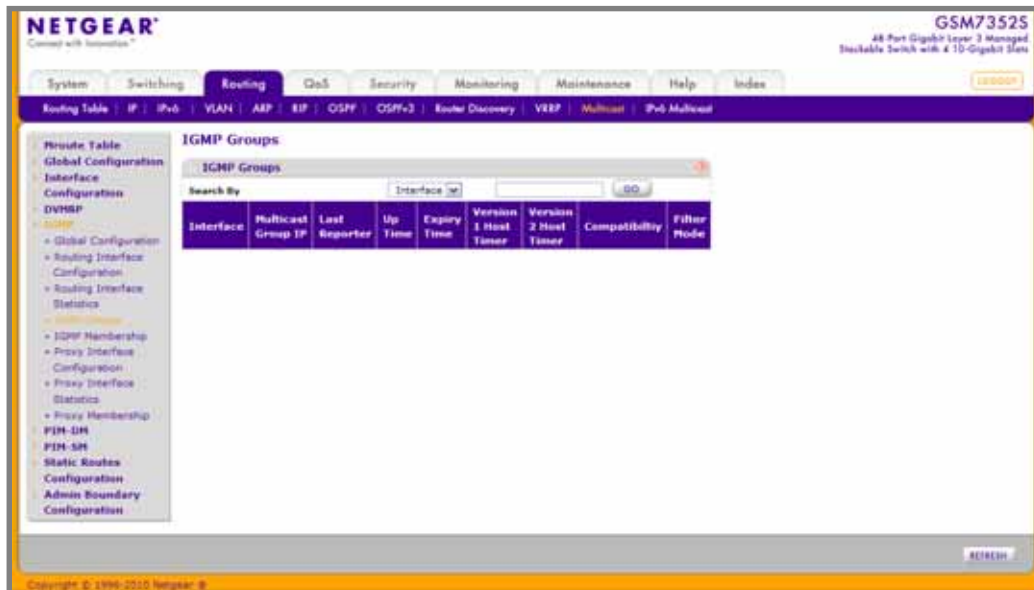 NETGEAR®
Connect with Innovation™
GSM7352S
48-Port Gigabit Layer 3 Managed
Stackable Switch with 4 10-Gigabit Slots
System Switching Routing QoS Security Monitoring Maintenance Help Index
LOGOUT
Routing Table | IP | IPv6 | VLAN | ARP | RIP | OSPF | OSPFv3 | Router Discovery | VRRP | Multicast | IPv6 Multicast
Mroute Table
Global Configuration
Interface
Configuration
DVMRP
IGMP
» Global Configuration
» Routing Interface
Configuration
» Routing Interface
Statistics
» IGMP Groups
» IGMP Membership
» Proxy Interface
Configuration
» Proxy Interface
Statistics
» Proxy Membership
PIM-DM
PIM-SM
Static Routes
Configuration
Admin Boundary
Configuration
IGMP Groups
IGMP Groups
Search By Interface GO
Interface
Multicast Group IP
Last Reporter
Up Time
Expiry Time
Version 1 Host Timer
Version 2 Host Timer
Compatibiltiy
Filter Mode
REFRESH
Copyright © 1996-2010 Netgear ®